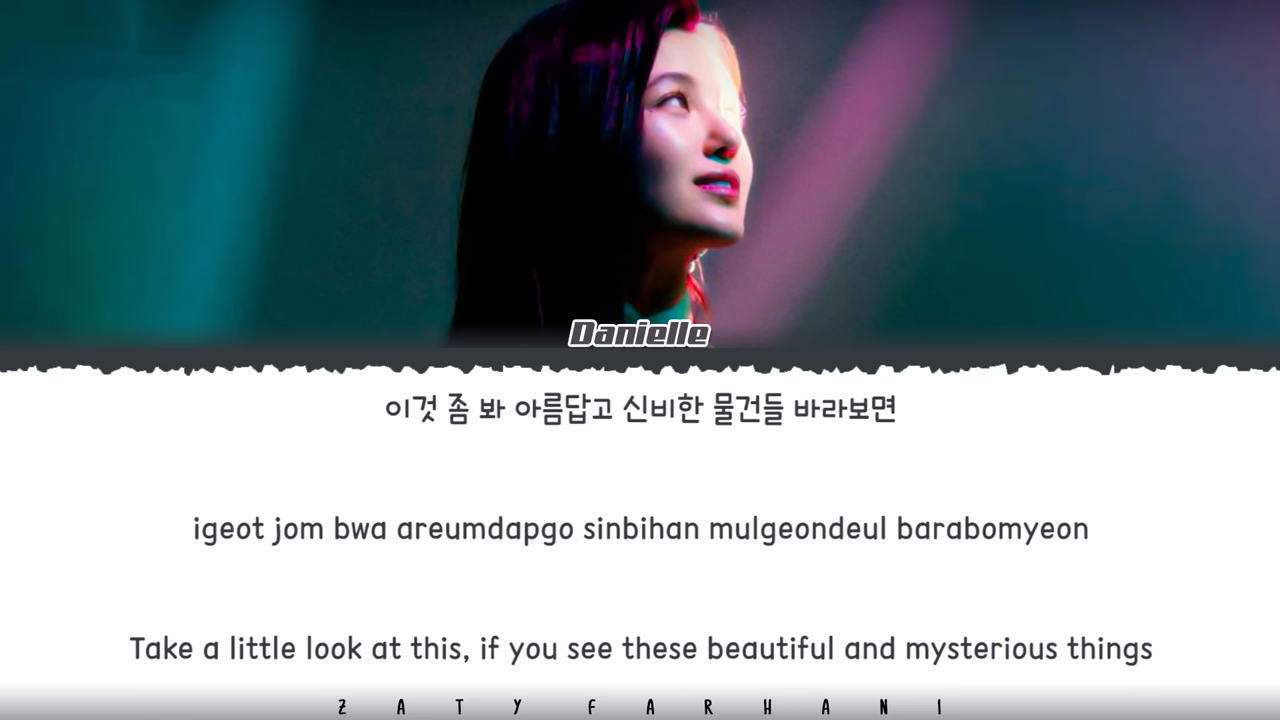 Danielle
이것 좀 봐 아름답고 신비한 물건들 바라보면
igeot jom bwa areumdapgo sinbihan mulgeondeul barabomyeon
Take a little look at this, if you see these beautiful and mysterious things
ZATY FARHANI